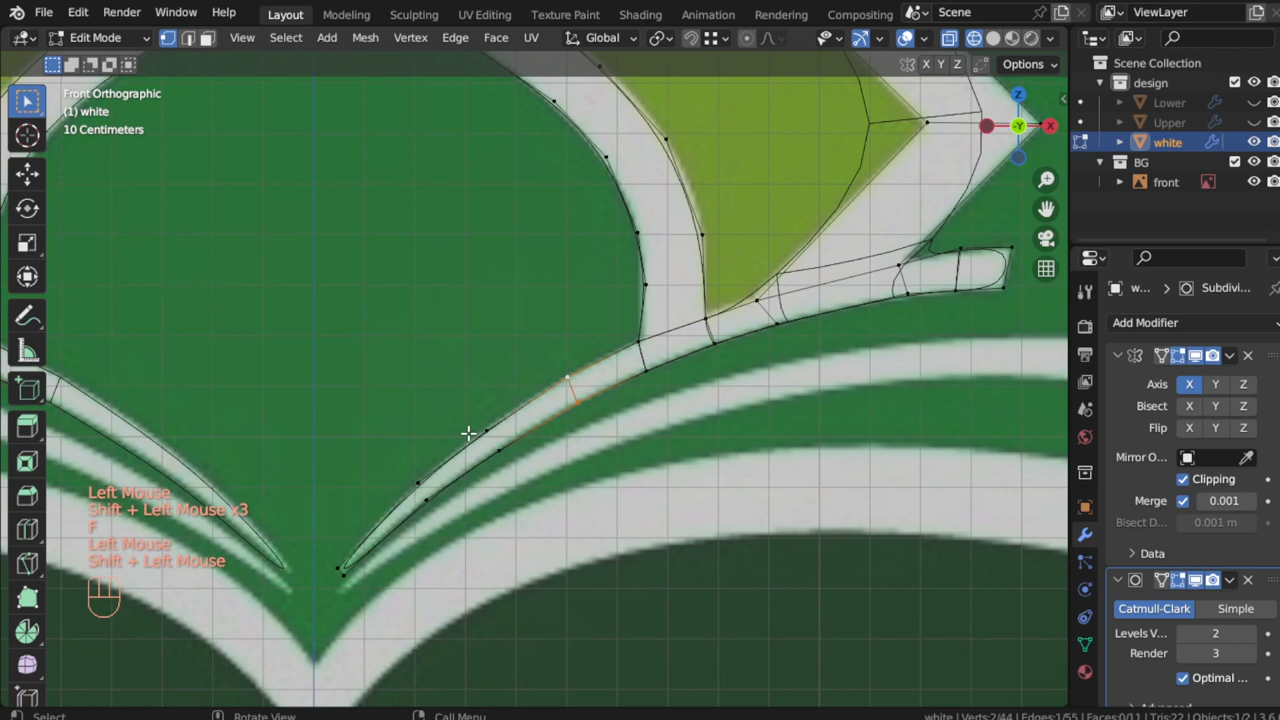 File Edit Render Window Help Layout Modeling Sculpting UV Editing Texture Paint Shading Animation Rendering Compositing Scene ViewLayer
Edit Mode View Select Add Mesh Vertex Edge Face UV Global
X Y Z Options
Front Orthographic
(1) white
10 Centimeters
Z
-Y X
Scene Collection
design
Lower
Upper
white
BG
front
w... Subdivi...
Add Modifier
Axis X Y Z
Bisect X Y Z
Flip X Y Z
Mirror O...
Clipping
Merge 0.001
Bisect D... 0.001 m
Data
Catmull-Clark Simple
Levels V... 2
Render 3
Optimal ...
Left Mouse
Shift + Left Mouse x3
F
Left Mouse
Shift + Left Mouse
Select Rotate View Call Menu